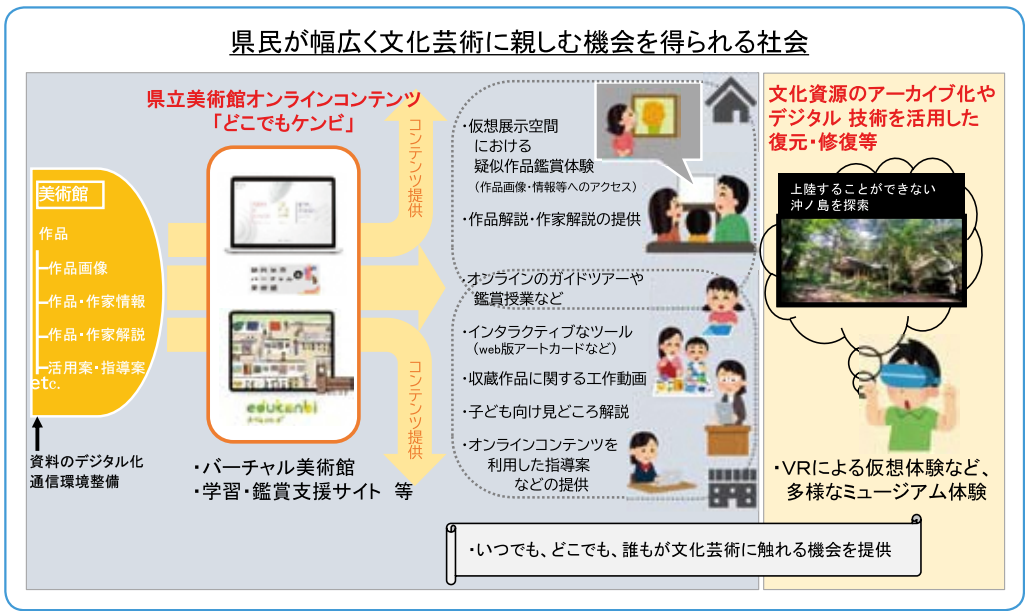 県民が幅広く文化芸術に親しむ機会を得られる社会
県立美術館オンラインコンテンツ
「どこでもケンビ」
美術館
作品
作品画像
作品・作家情報
作品・作家解説
活用案・指導案
etc.
資料のデジタル化
通信環境整備
edukenbi
・バーチャル美術館
・学習・鑑賞支援サイト 等
コンテンツ提供
コンテンツ提供
・仮想展示空間
における
疑似作品鑑賞体験
（作品画像・情報等へのアクセス）
・作品解説・作家解説の提供
・オンラインのガイドツアーや
鑑賞授業など
・インタラクティブなツール
（web版アートカードなど）
・収蔵作品に関する工作動画
・子ども向け見どころ解説
・オンラインコンテンツを
利用した指導案
などの提供
文化資源のアーカイブ化や
デジタル 技術を活用した
復元・修復等
上陸することができない
沖ノ島を探索
・VRによる仮想体験など、
多様なミュージアム体験
・いつでも、どこでも、誰もが文化芸術に触れる機会を提供